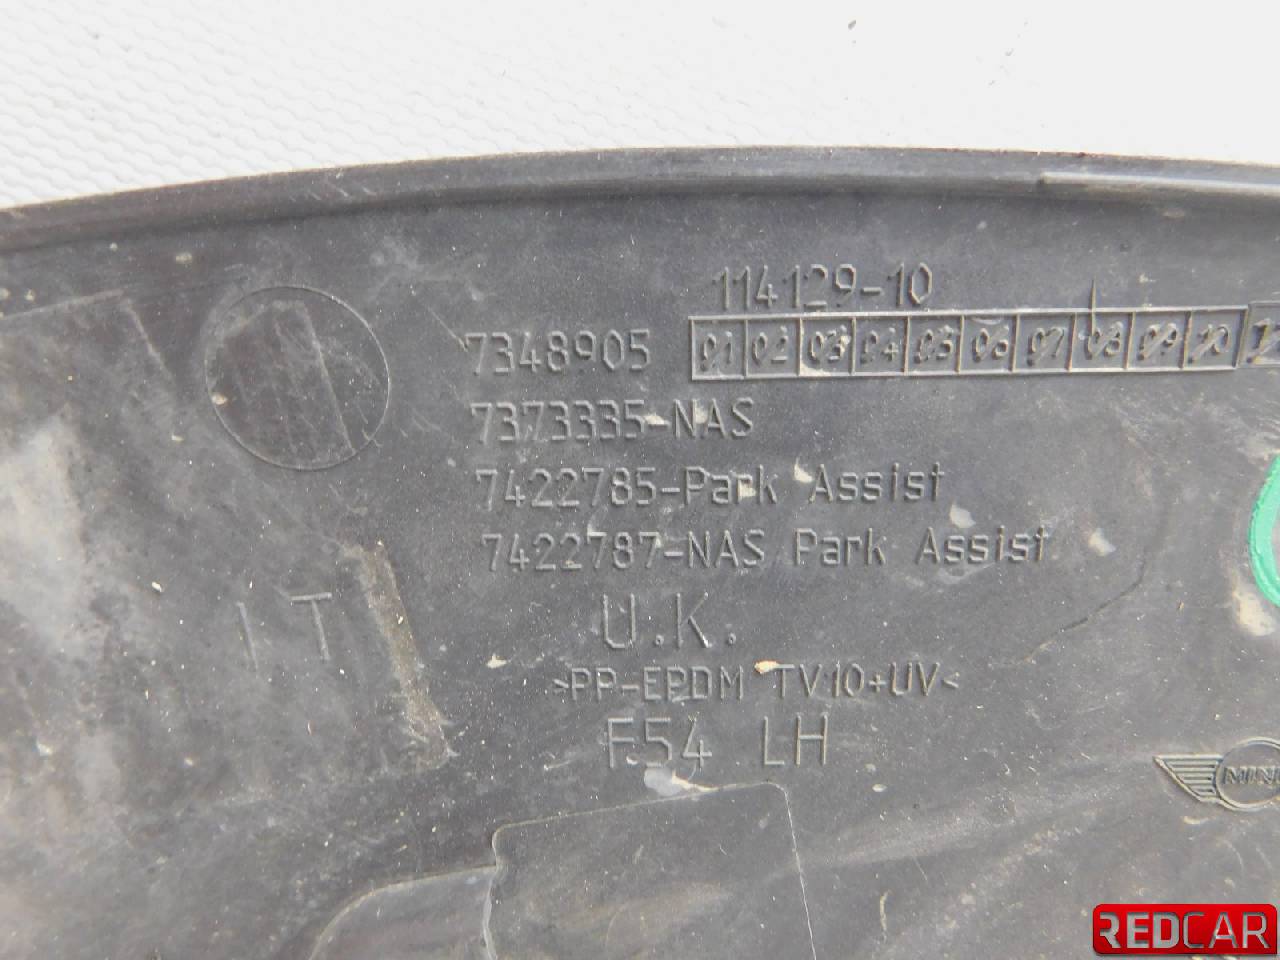 114129-10
7348905
01 02 03 04 05 06 07 08 09 10
7373335-NAS
7422785-Park Assist
7422787-NAS Park Assist
IT
U.K.
>PP-EPDM TV10+UV<
F54 LH
MINI
REDCAR